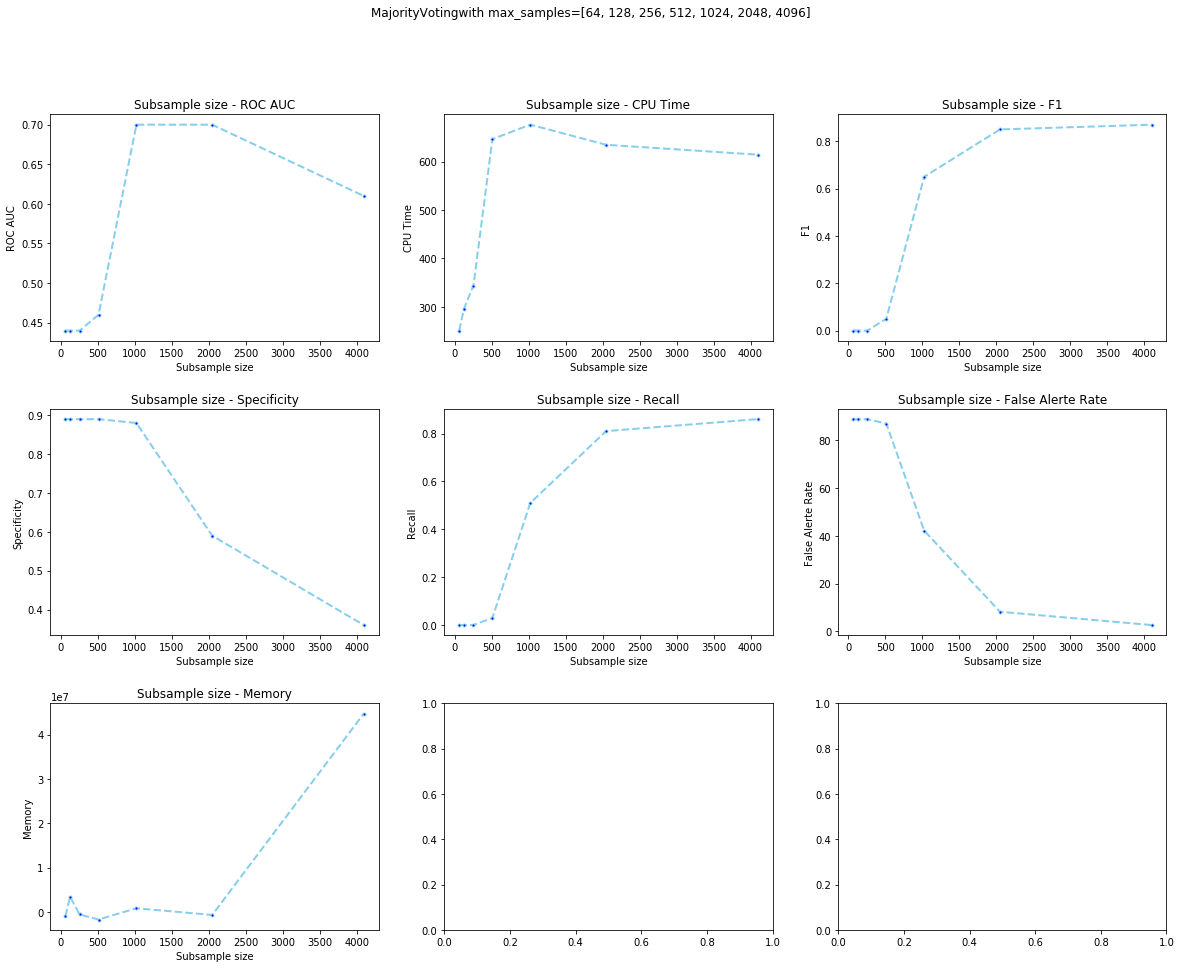 MajorityVotingwith max_samples=[64, 128, 256, 512, 1024, 2048, 4096]
Subsample size - ROC AUC
ROC AUC
0.70
0.65
0.60
0.55
0.50
0.45
0 500 1000 1500 2000 2500 3000 3500 4000
Subsample size
Subsample size - CPU Time
CPU Time
600
500
400
300
0 500 1000 1500 2000 2500 3000 3500 4000
Subsample size
Subsample size - F1
F1
0.8
0.6
0.4
0.2
0.0
0 500 1000 1500 2000 2500 3000 3500 4000
Subsample size
Subsample size - Specificity
Specificity
0.9
0.8
0.7
0.6
0.5
0.4
0 500 1000 1500 2000 2500 3000 3500 4000
Subsample size
Subsample size - Recall
Recall
0.8
0.6
0.4
0.2
0.0
0 500 1000 1500 2000 2500 3000 3500 4000
Subsample size
Subsample size - False Alerte Rate
False Alerte Rate
80
60
40
20
0
0 500 1000 1500 2000 2500 3000 3500 4000
Subsample size
Subsample size - Memory
1e7
Memory
4
3
2
1
0
0 500 1000 1500 2000 2500 3000 3500 4000
Subsample size
1.0
0.8
0.6
0.4
0.2
0.0
0.0 0.2 0.4 0.6 0.8 1.0
1.0
0.8
0.6
0.4
0.2
0.0
0.0 0.2 0.4 0.6 0.8 1.0